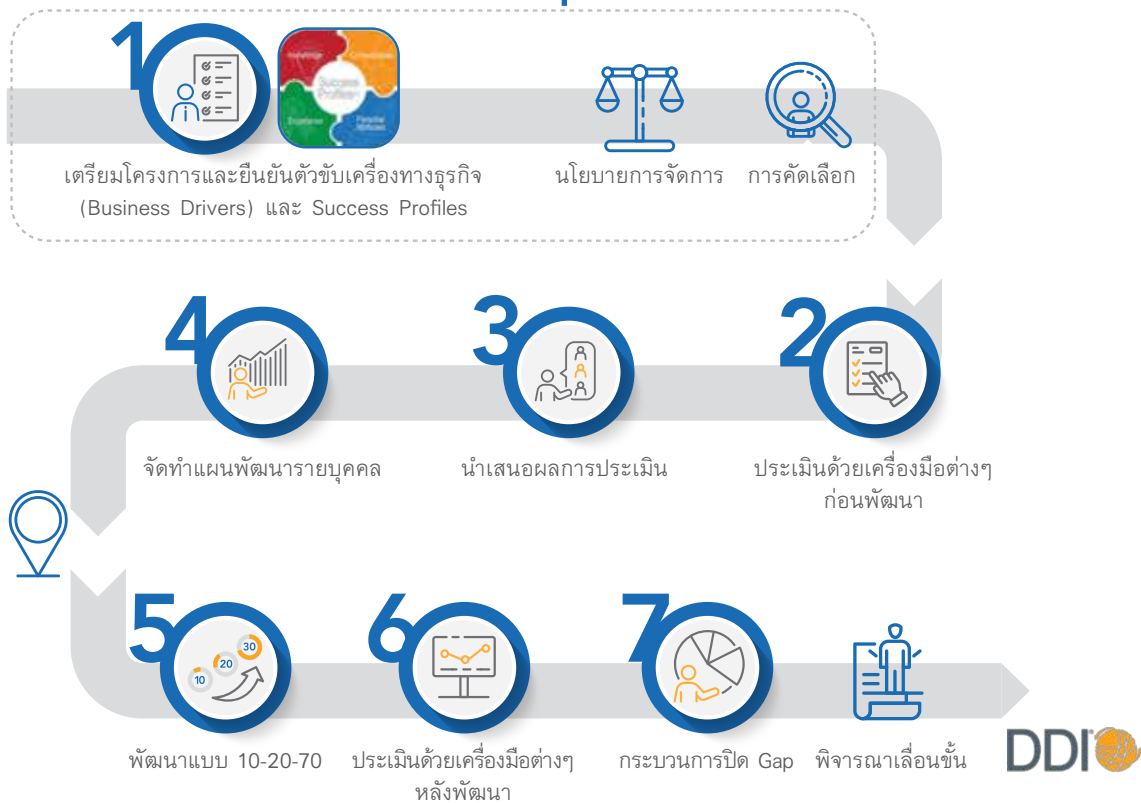 1
Knowledge
Competencies
Success
Profiles
Experience
Personal
Attributes
เตรียมโครงการและยืนยันตัวขับเครื่องทางธุรกิจ
(Business Drivers) และ Success Profiles
นโยบายการจัดการ
การคัดเลือก
2
ประเมินด้วยเครื่องมือต่างๆ
ก่อนพัฒนา
3
นำเสนอผลการประเมิน
4
จัดทำแผนพัฒนารายบุคคล
5
10
20
30
พัฒนาแบบ 10-20-70
6
ประเมินด้วยเครื่องมือต่างๆ
หลังพัฒนา
7
กระบวนการปิด Gap
พิจารณาเลื่อนขั้น
DDI